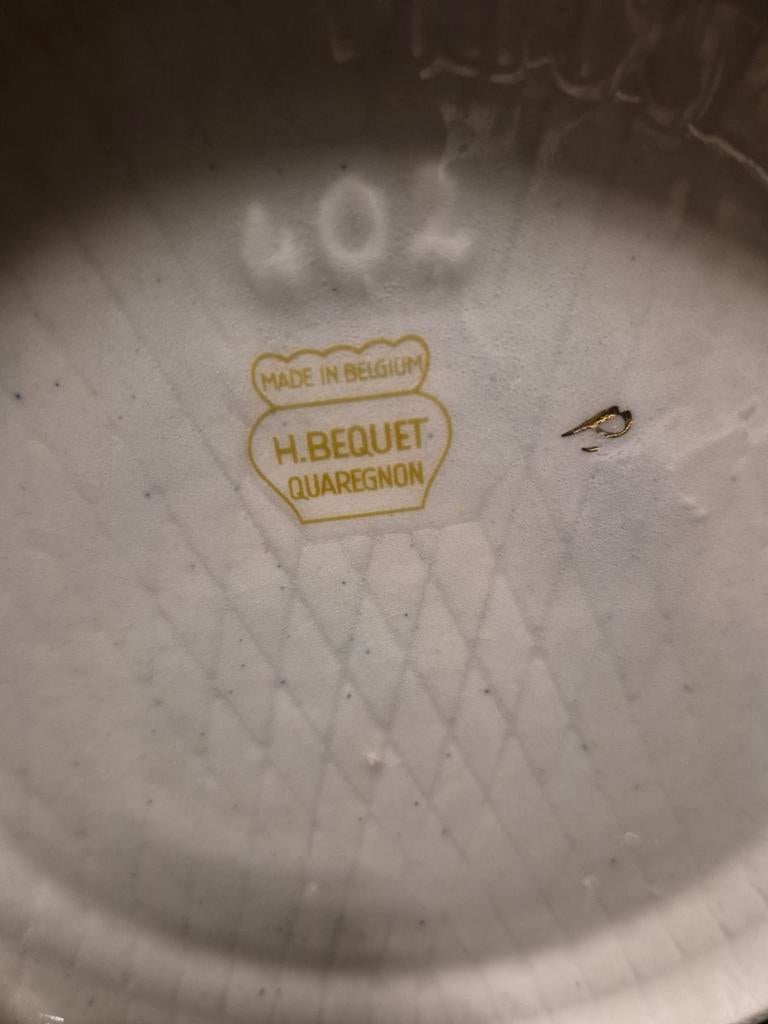 402
MADE IN BELGIUM
H.BEQUET
QUAREGNON